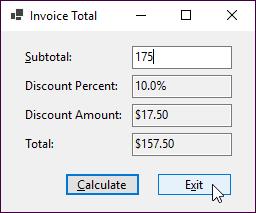 Invoice Total
Subtotal: 175
Discount Percent: 10.0%
Discount Amount: $17.50
Total: $157.50
Calculate Exit